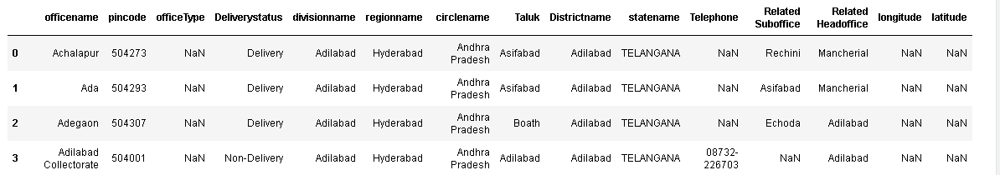 officename pincode officeType Deliverystatus divisionname regionname circlename Taluk Districtname statename Telephone Related Suboffice Related Headoffice longitude latitude
0 Achalapur 504273 NaN Delivery Adilabad Hyderabad Andhra Pradesh Asifabad Adilabad TELANGANA NaN Rechini Mancherial NaN NaN
1 Ada 504293 NaN Delivery Adilabad Hyderabad Andhra Pradesh Asifabad Adilabad TELANGANA NaN Asifabad Mancherial NaN NaN
2 Adegaon 504307 NaN Delivery Adilabad Hyderabad Andhra Pradesh Boath Adilabad TELANGANA NaN Echoda Adilabad NaN NaN
3 Adilabad Collectorate 504001 NaN Non-Delivery Adilabad Hyderabad Andhra Pradesh Adilabad Adilabad TELANGANA 08732-226703 NaN Adilabad NaN NaN